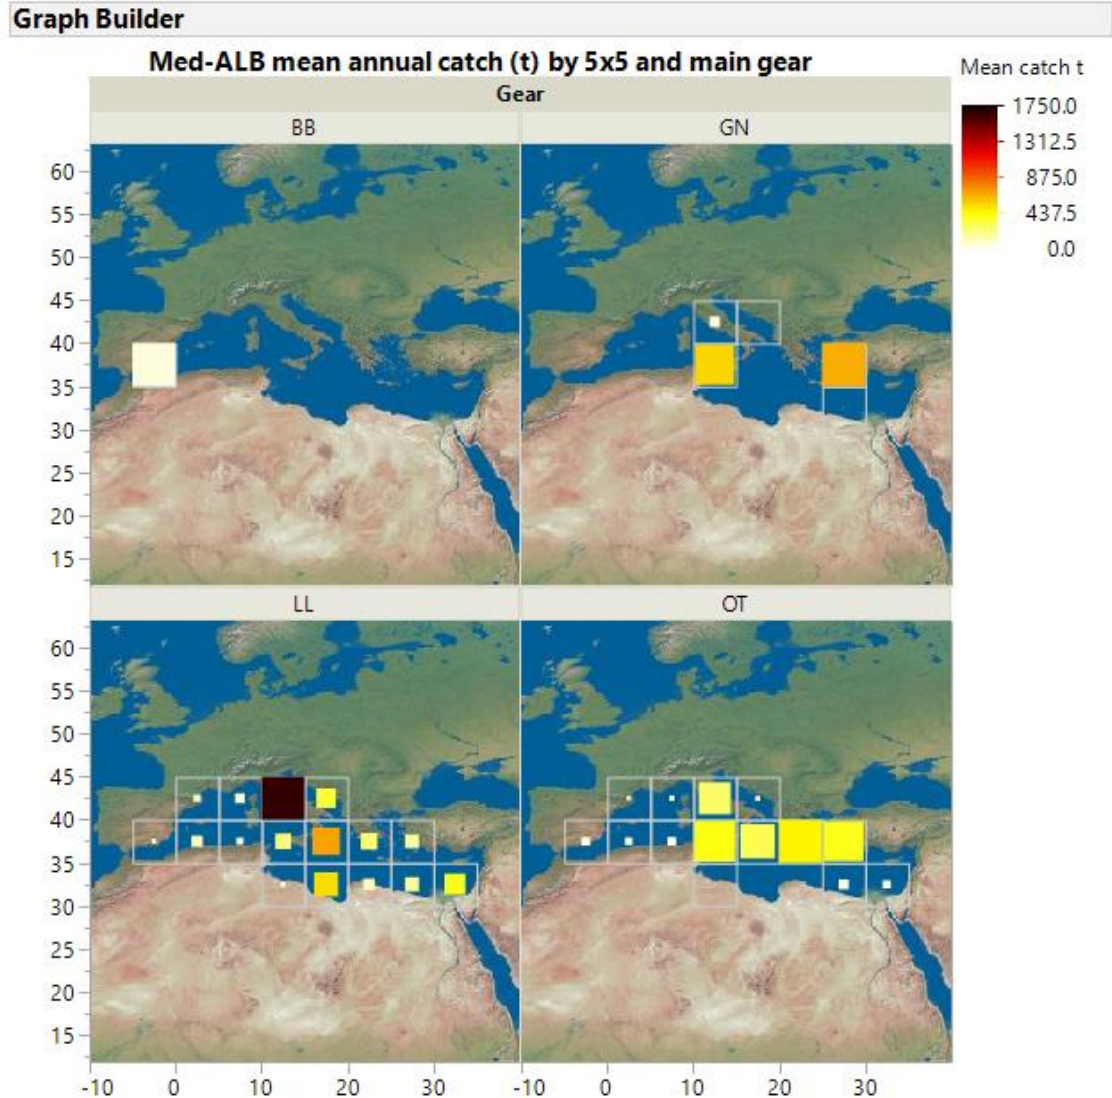 Graph Builder
Med-ALB mean annual catch (t) by 5x5 and main gear
Mean catch t
Gear
1750.0
1312.5
875.0
437.5
0.0
BB
GN
60
55
50
45
40
35
30
25
20
15
LL
OT
60
55
50
45
40
35
30
25
20
15
-10 0 10 20 30 -10 0 10 20 30